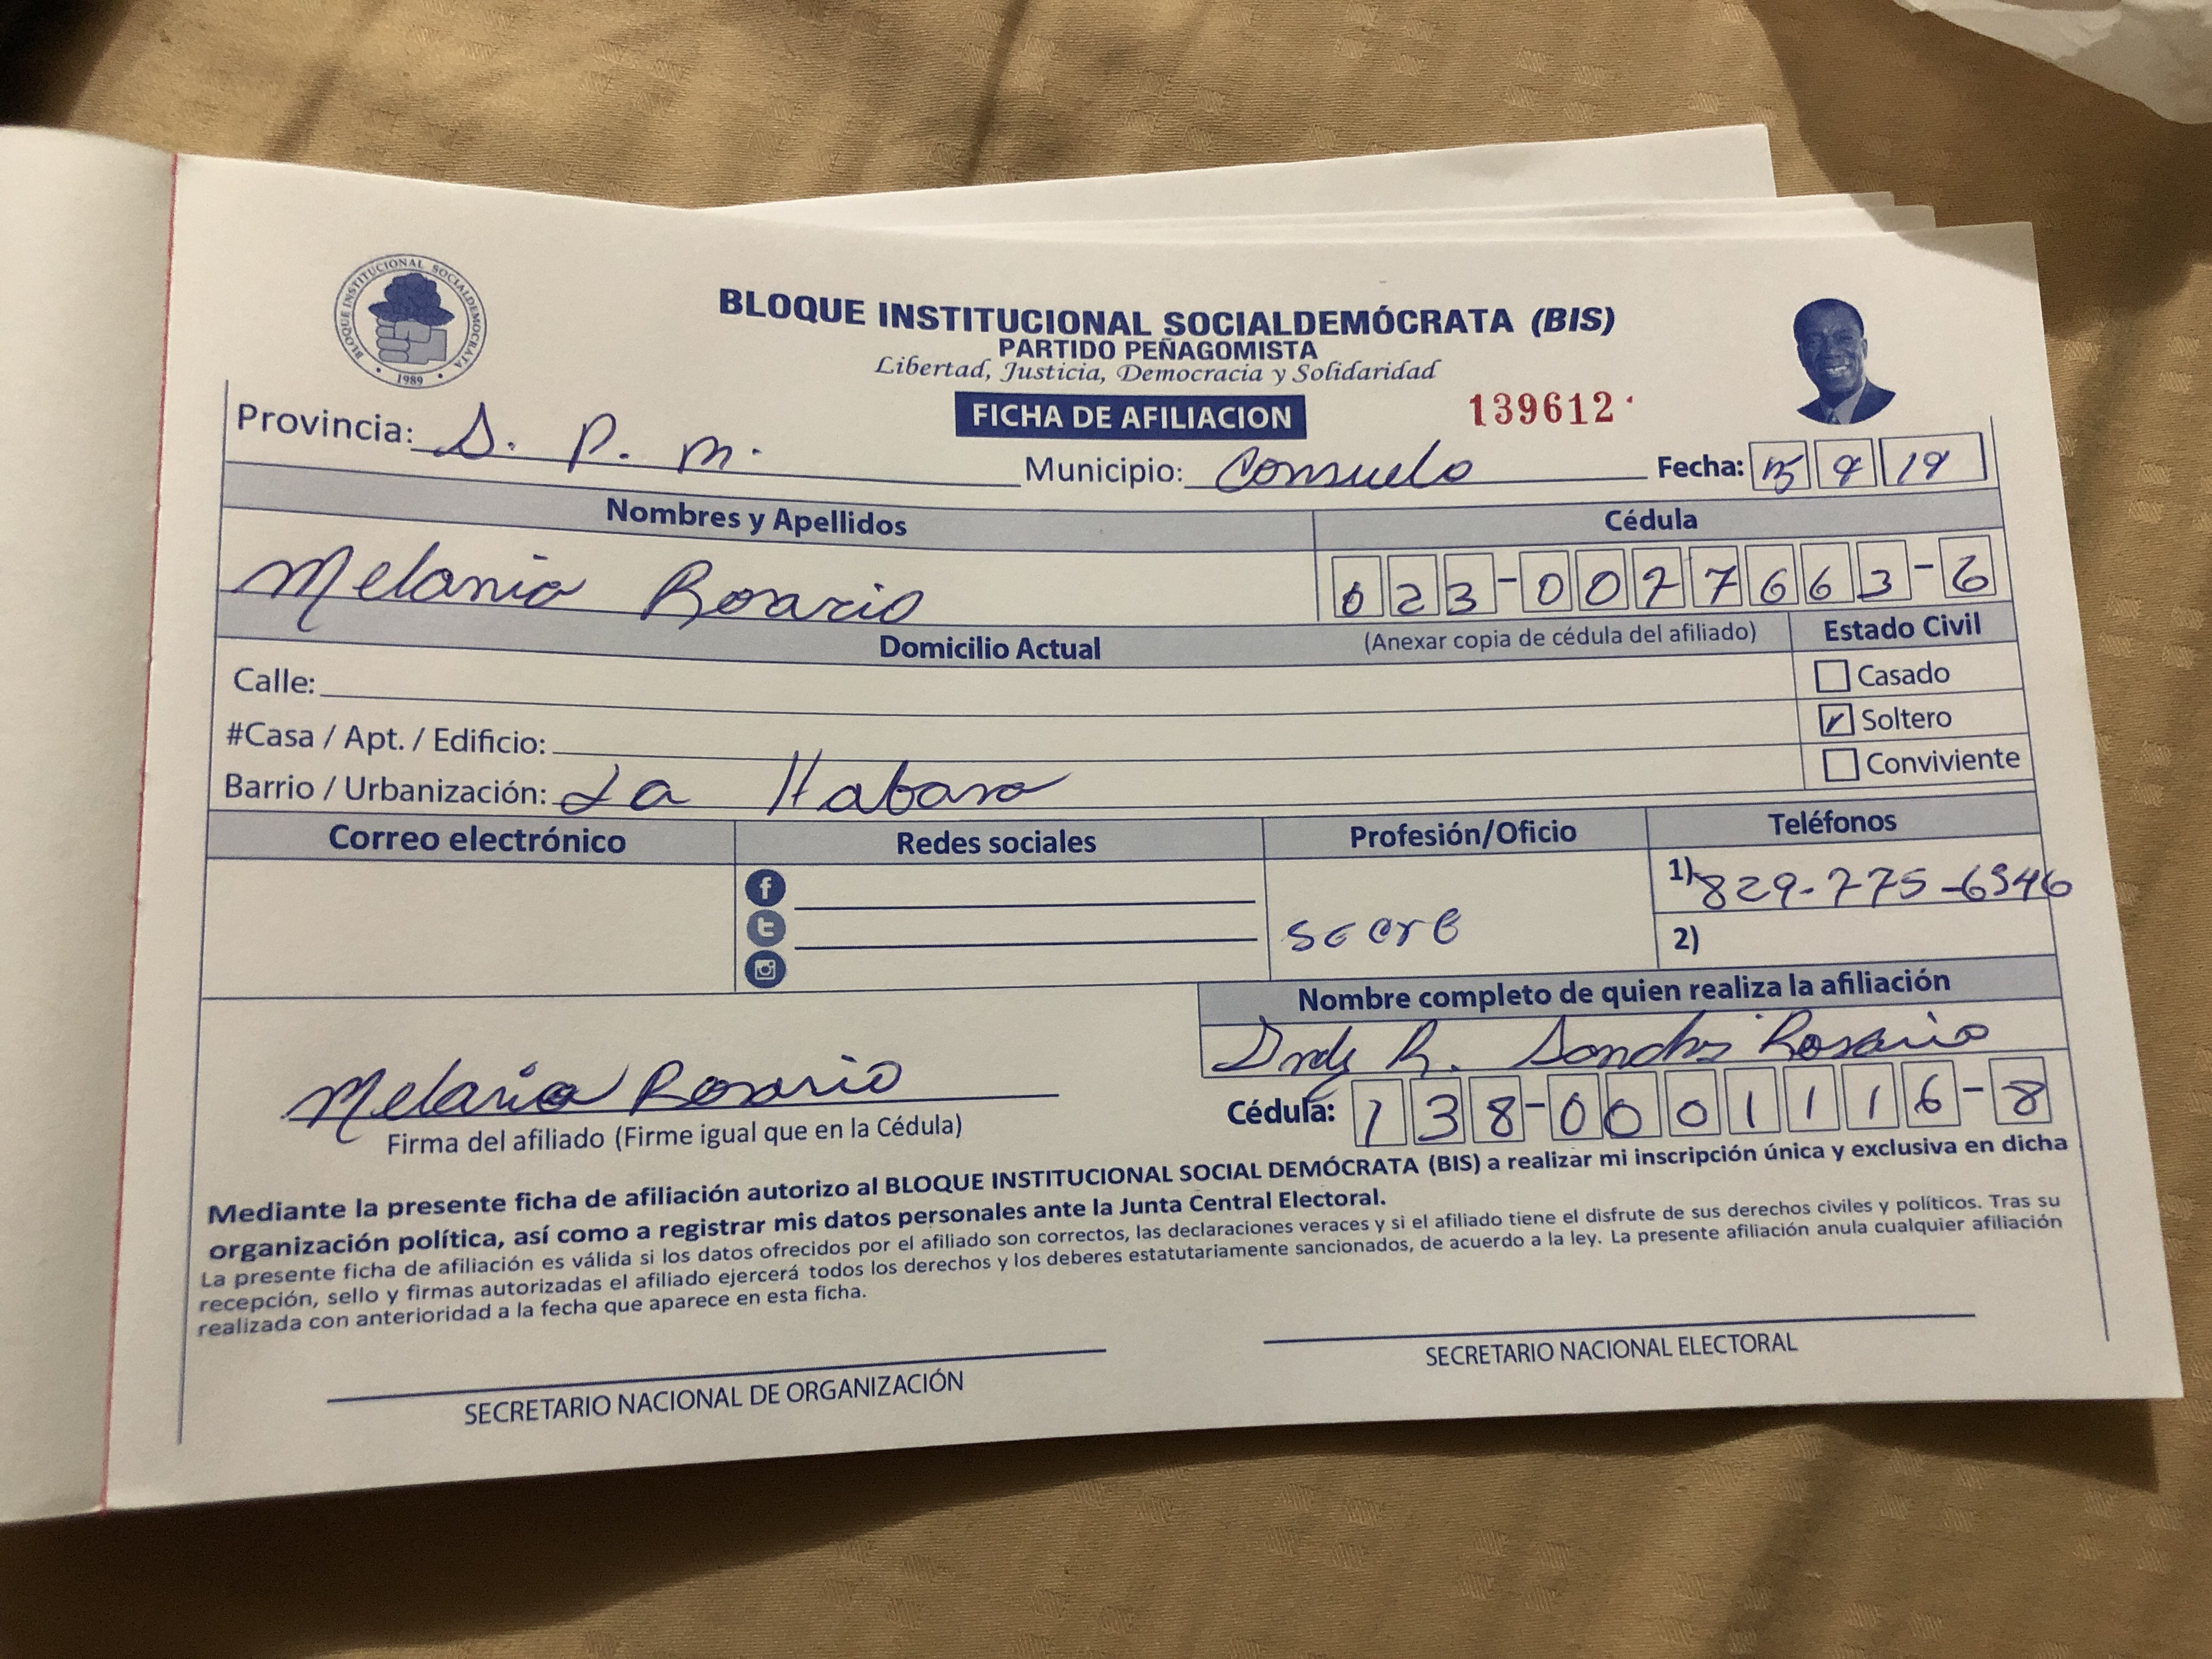 BLOQUE INSTITUCIONAL SOCIALDEMOCRATA
1989
BLOQUE INSTITUCIONAL SOCIALDEMÓCRATA (BIS)
PARTIDO PEÑAGOMISTA
Libertad, Justicia, Democracia y Solidaridad
FICHA DE AFILIACION
139612
Provincia: S. P. m.
Municipio: Consuelo
Fecha: 19
Nombres y Apellidos
Cédula
Melania Rosario
023-0077663-6
Domicilio Actual
(Anexar copia de cédula del afiliado)
Estado Civil
Calle:
Casado
#Casa / Apt. / Edificio:
Soltero
Barrio / Urbanización: La Habana
Conviviente
Correo electrónico
Redes sociales
Profesión/Oficio
Teléfonos
secre
1) 829-775-6346
2)
Nombre completo de quien realiza la afiliación
R. Rosario
Melania Rosario
Firma del afiliado (Firme igual que en la Cédula)
Cédula: 138-0001116-8
Mediante la presente ficha de afiliación autorizo al BLOQUE INSTITUCIONAL SOCIAL DEMÓCRATA (BIS) a realizar mi inscripción única y exclusiva en dicha
organización política, así como a registrar mis datos personales ante la Junta Central Electoral.
La presente ficha de afiliación es válida si los datos ofrecidos por el afiliado son correctos, las declaraciones veraces y si el afiliado tiene el disfrute de sus derechos civiles y políticos. Tras su
recepción, sello y firmas autorizadas el afiliado ejercerá todos los derechos y los deberes estatutariamente sancionados, de acuerdo a la ley. La presente afiliación anula cualquier afiliación
realizada con anterioridad a la fecha que aparece en esta ficha.
SECRETARIO NACIONAL DE ORGANIZACIÓN
SECRETARIO NACIONAL ELECTORAL